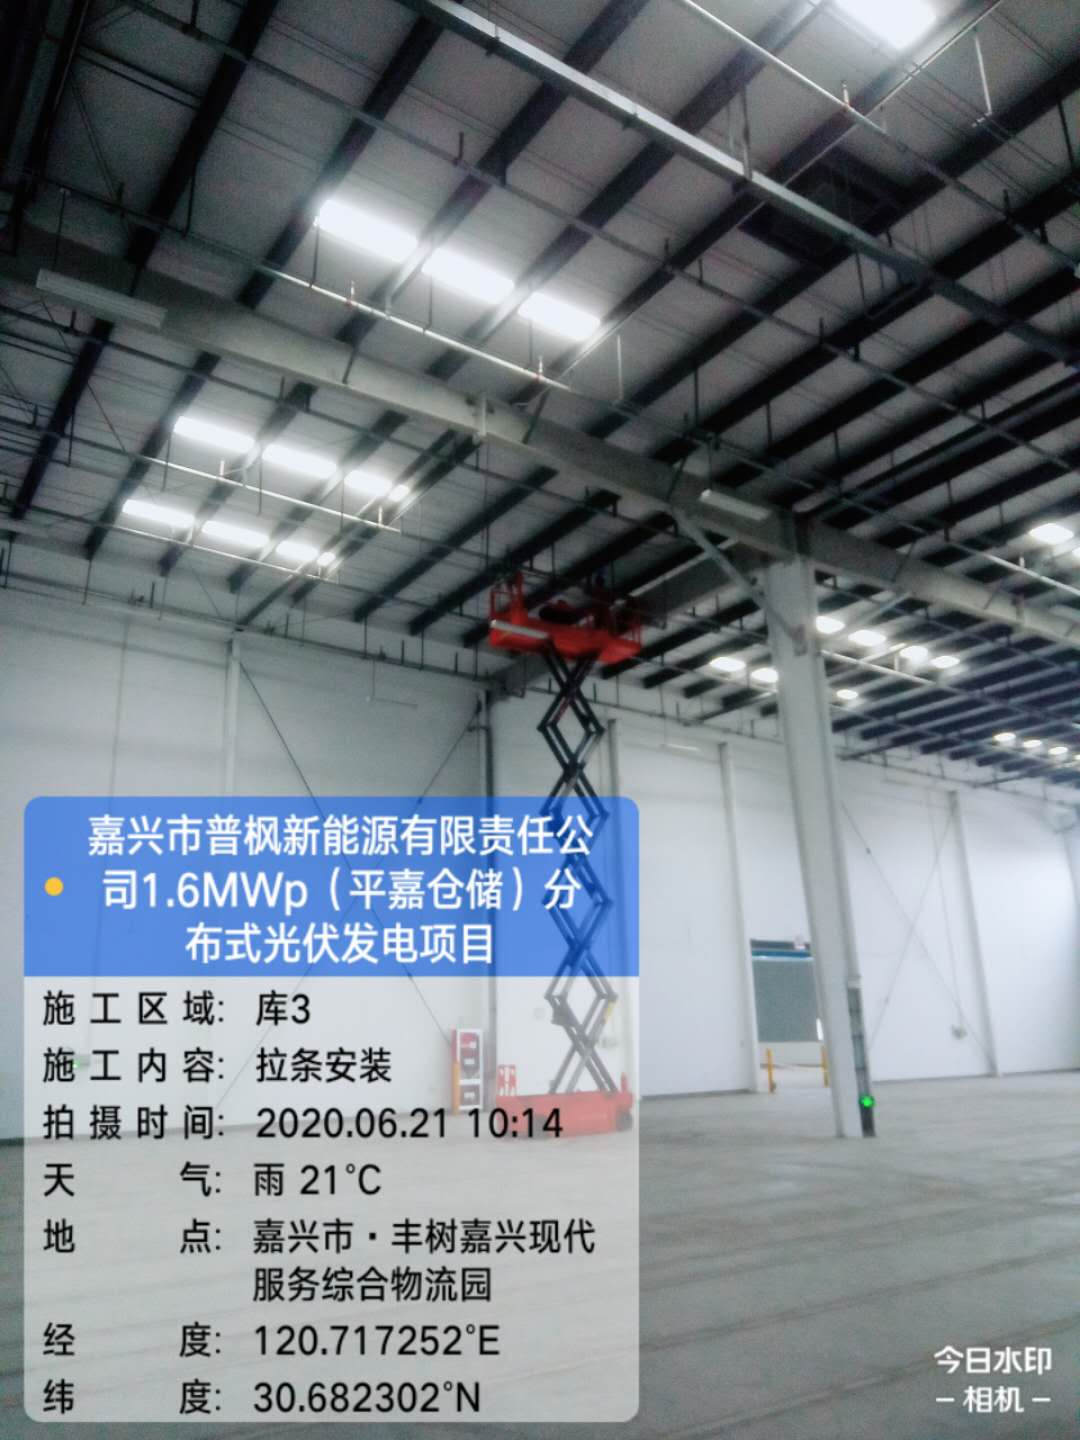 嘉兴市普枫新能源有限责任公
司1.6MWp（平嘉仓储）分
布式光伏发电项目
施工区域: 库3
施工内容: 拉条安装
拍摄时间: 2020.06.21 10:14
天气: 雨 21°C
地点: 嘉兴市·丰树嘉兴现代
服务综合物流园
经度: 120.717252°E
纬度: 30.682302°N
今日水印
-相机-